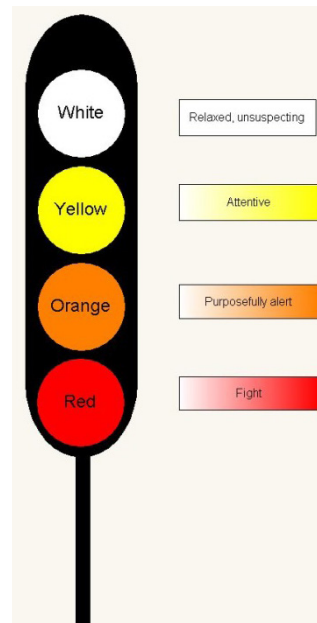 White
Relaxed, unsuspecting
Yellow
Attentive
Orange
Purposefully alert
Red
Fight